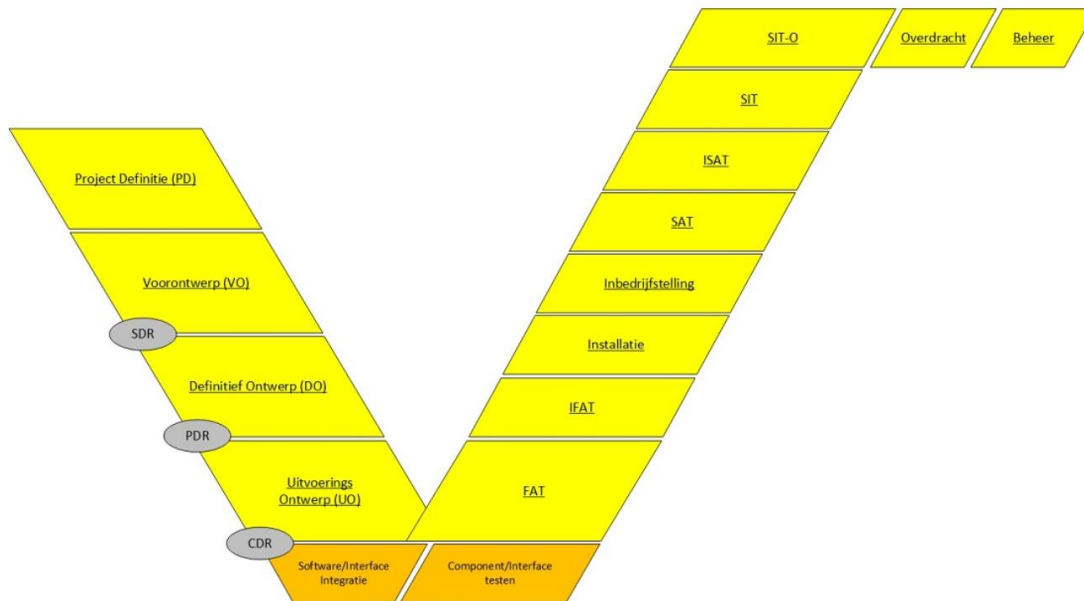 SIT-O
Overdracht
Beheer
SIT
ISAT
SAT
Inbedrijfstelling
Installatie
IFAT
FAT
Project Definitie (PD)
Voorontwerp (VO)
SDR
Definitief Ontwerp (DO)
PDR
Uitvoerings
Ontwerp (UO)
CDR
Software/Interface
Integratie
Component/Interface
testen